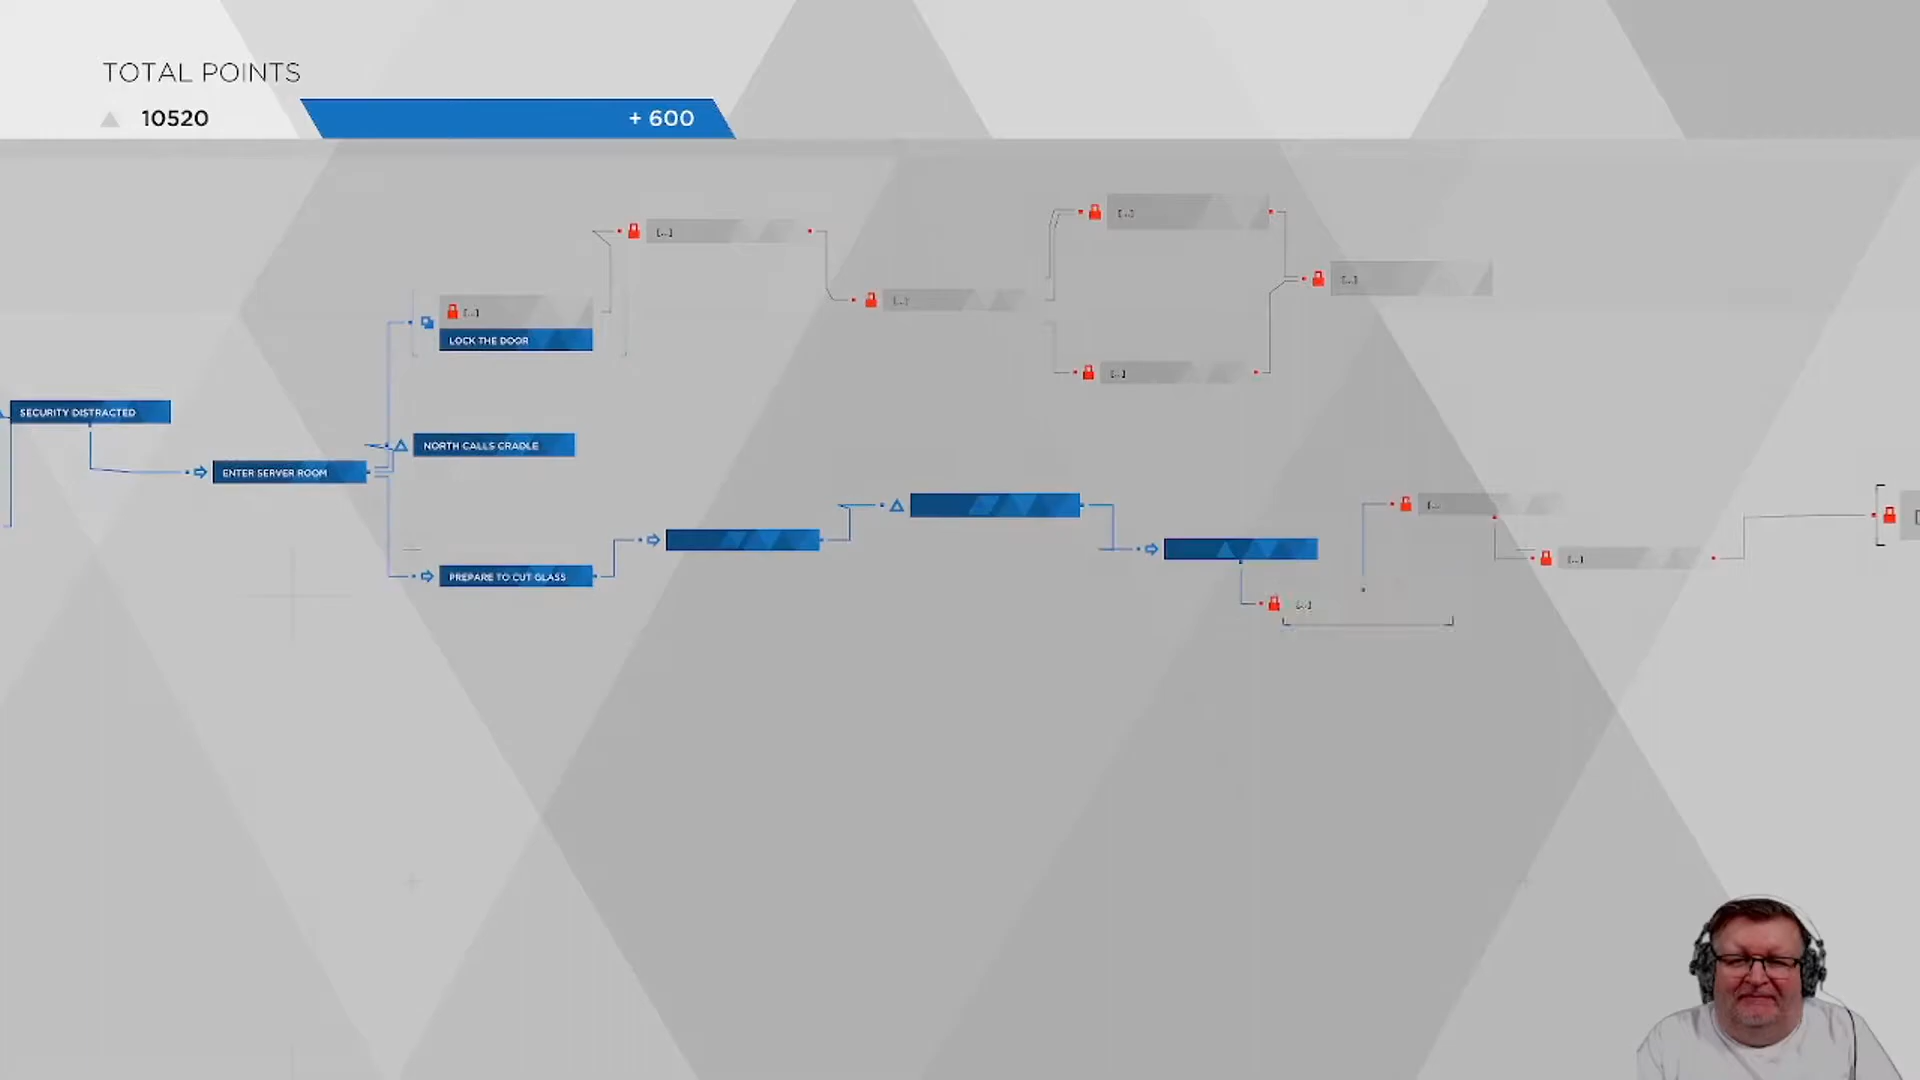 TOTAL POINTS
10520
+ 600
[...]
[...]
[...]
[...]
[...]
LOCK THE DOOR
[...]
SECURITY DISTRACTED
NORTH CALLS CRADLE
ENTER SERVER ROOM
[...]
[...]
PREPARE TO CUT GLASS
[...]